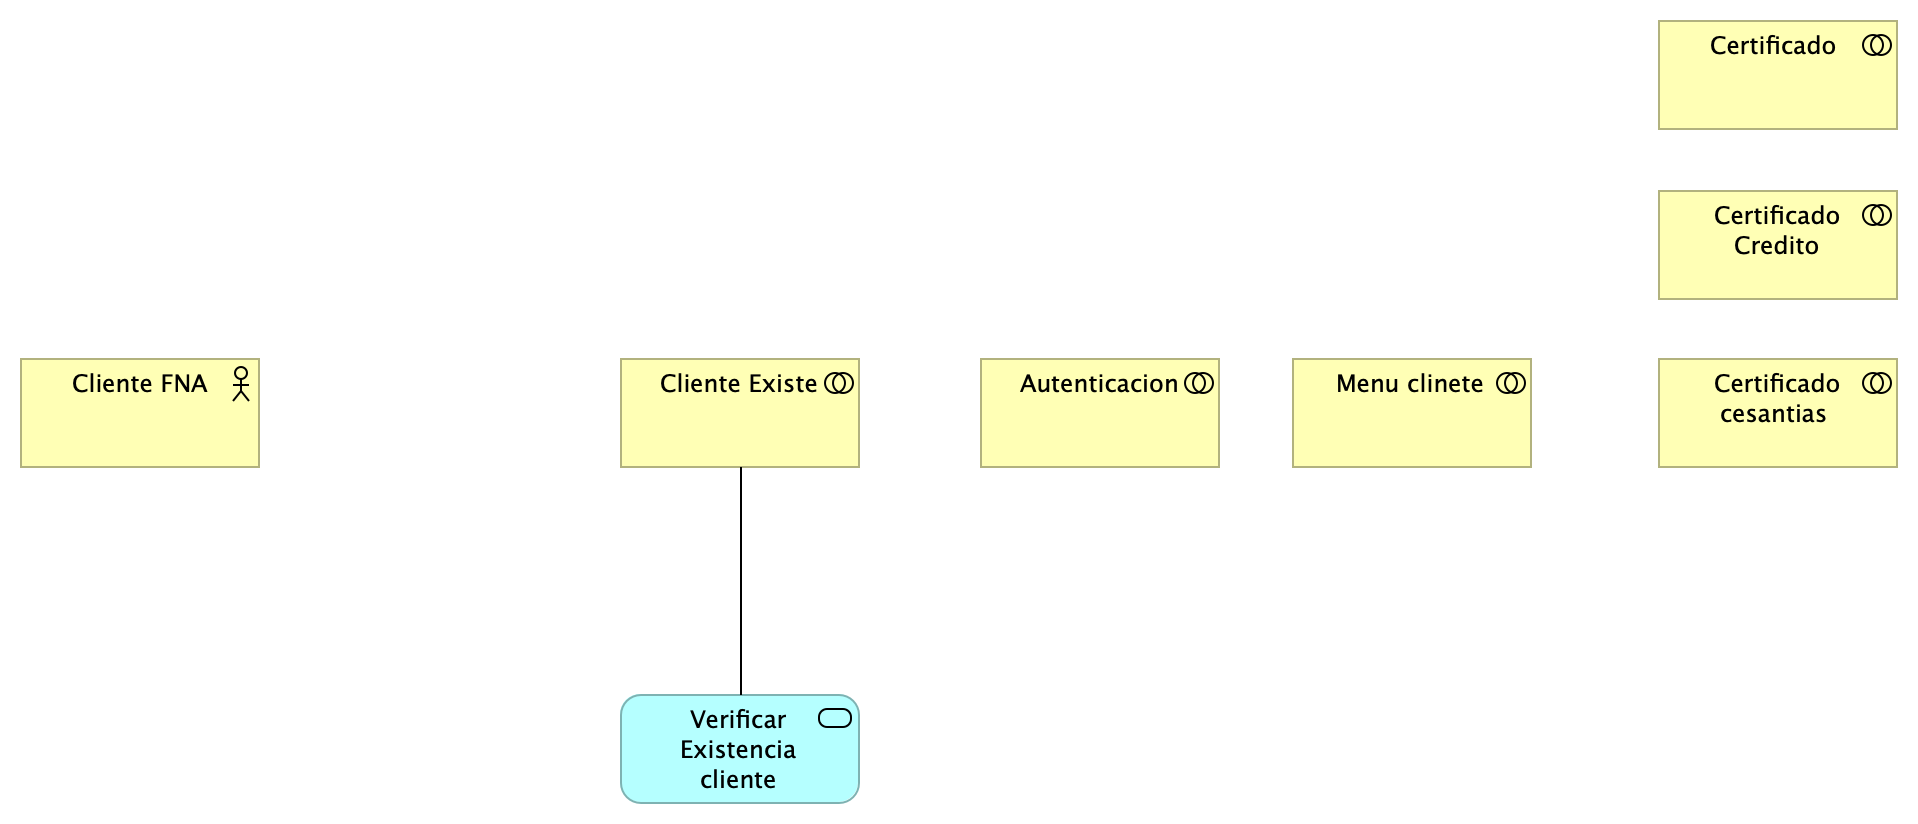 Certificado
Certificado
Credito
Cliente FNA
Cliente Existe
Autenticacion
Menu clinete
Certificado
cesantias
Verificar
Existencia
cliente